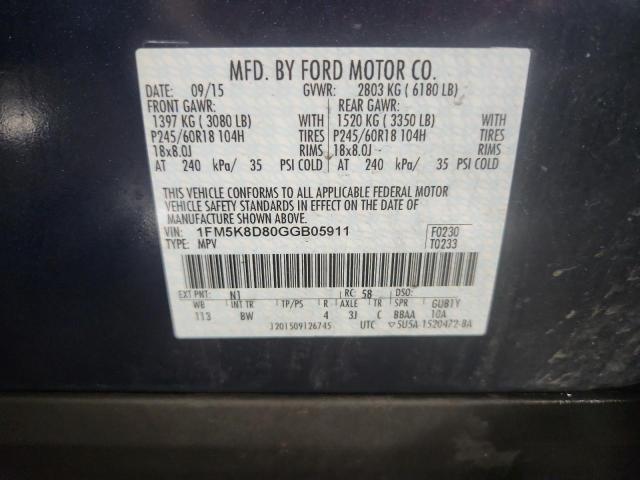 MFD. BY FORD MOTOR CO.
DATE: 09/15 GVWR: 2803 KG ( 6180 LB)
FRONT GAWR: REAR GAWR:
1397 KG ( 3080 LB) WITH 1520 KG ( 3350 LB) WITH
P245/60R18 104H TIRES P245/60R18 104H TIRES
18x8.0J RIMS 18x8.0J RIMS
AT 240 kPa/ 35 PSI COLD AT 240 kPa/ 35 PSI COLD
THIS VEHICLE CONFORMS TO ALL APPLICABLE FEDERAL MOTOR
VEHICLE SAFETY STANDARDS IN EFFECT ON THE DATE OF
MANUFACTURE SHOWN ABOVE.
VIN: 1FM5K8D80GGB05911 F0230
TYPE: MPV T0233
EXT PNT: N1 RC: 58 DSO:
WB INT TR TP/PS R AXLE TR SPR GUB1Y
113 BW 4 3J C BBAA 10A
J201509126745 UTC ▽5U5A-1520472-BA